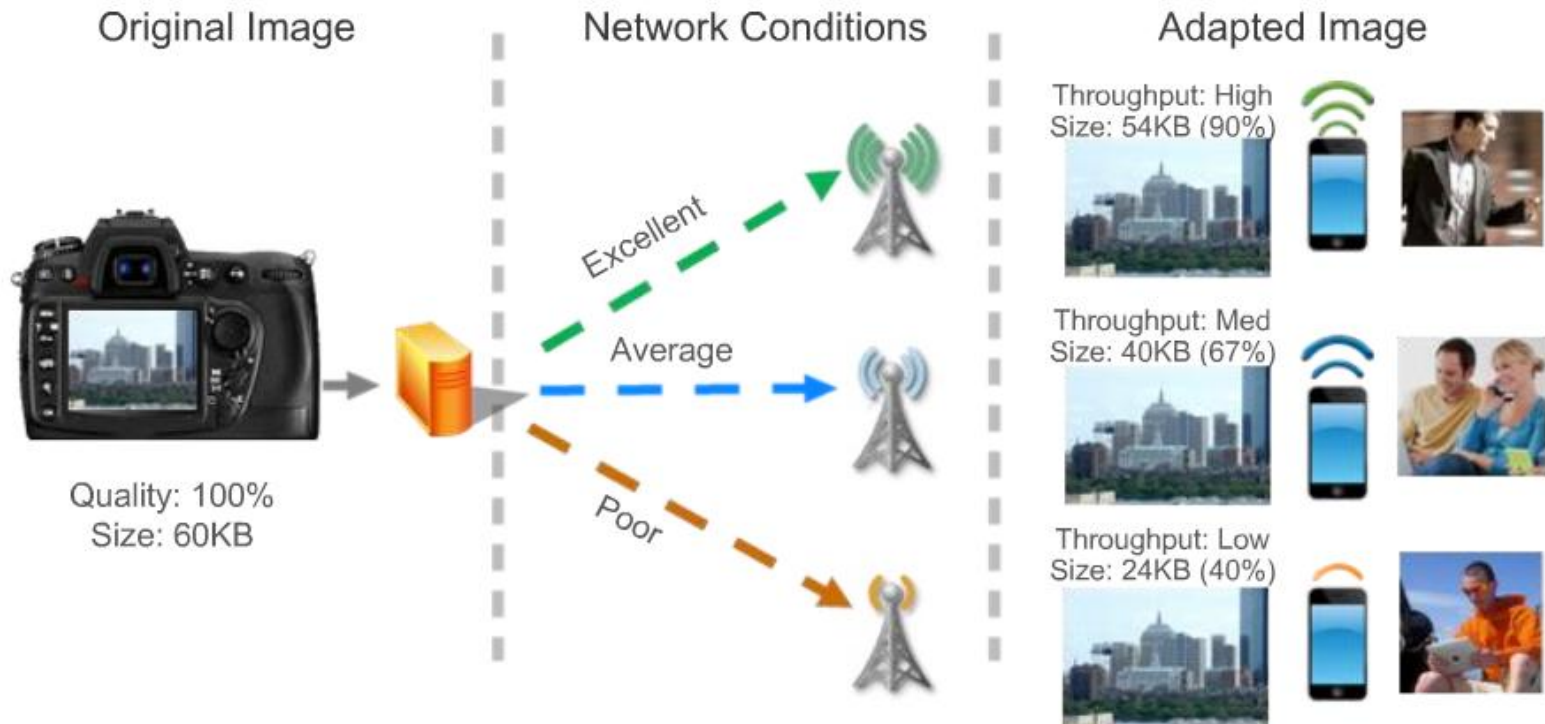 Original Image
Quality: 100%
Size: 60KB
Network Conditions
Excellent
Average
Poor
Adapted Image
Throughput: High
Size: 54KB (90%)
Throughput: Med
Size: 40KB (67%)
Throughput: Low
Size: 24KB (40%)